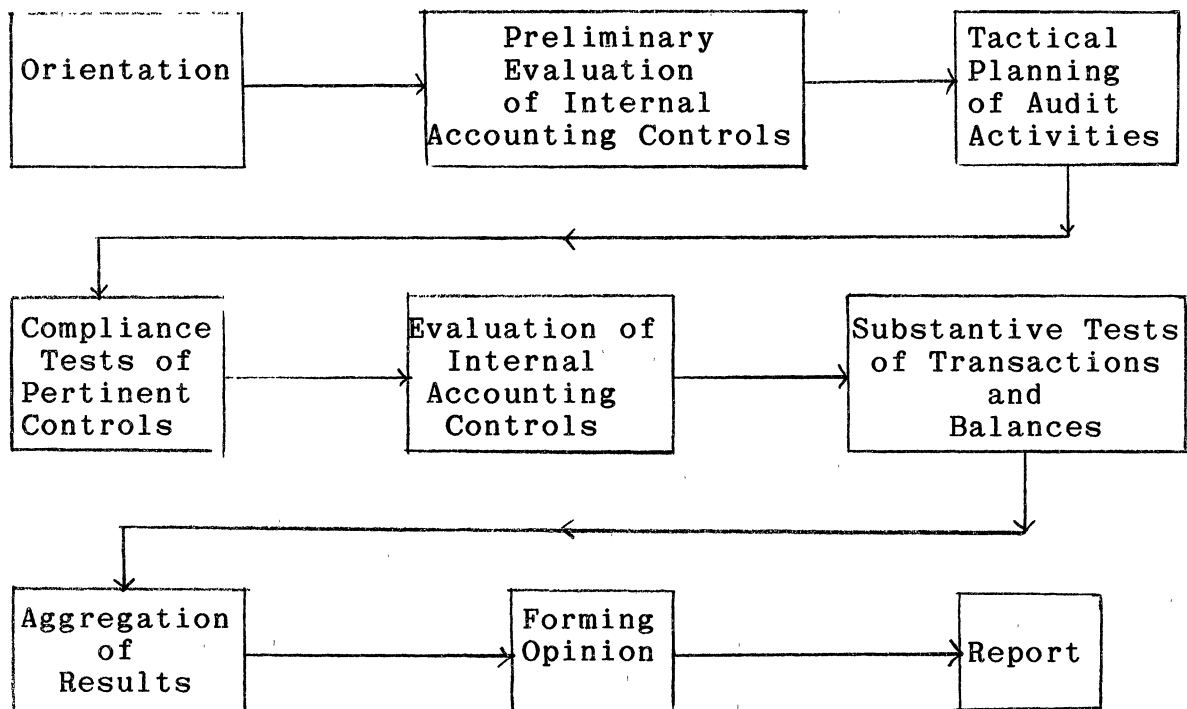 Orientation
Preliminary
Evaluation
of Internal
Accounting Controls
Tactical
Planning
of Audit
Activities
Compliance
Tests of
Pertinent
Controls
Evaluation of
Internal
Accounting
Controls
Substantive Tests
of Transactions
and
Balances
Aggregation
of
Results
Forming
Opinion
Report